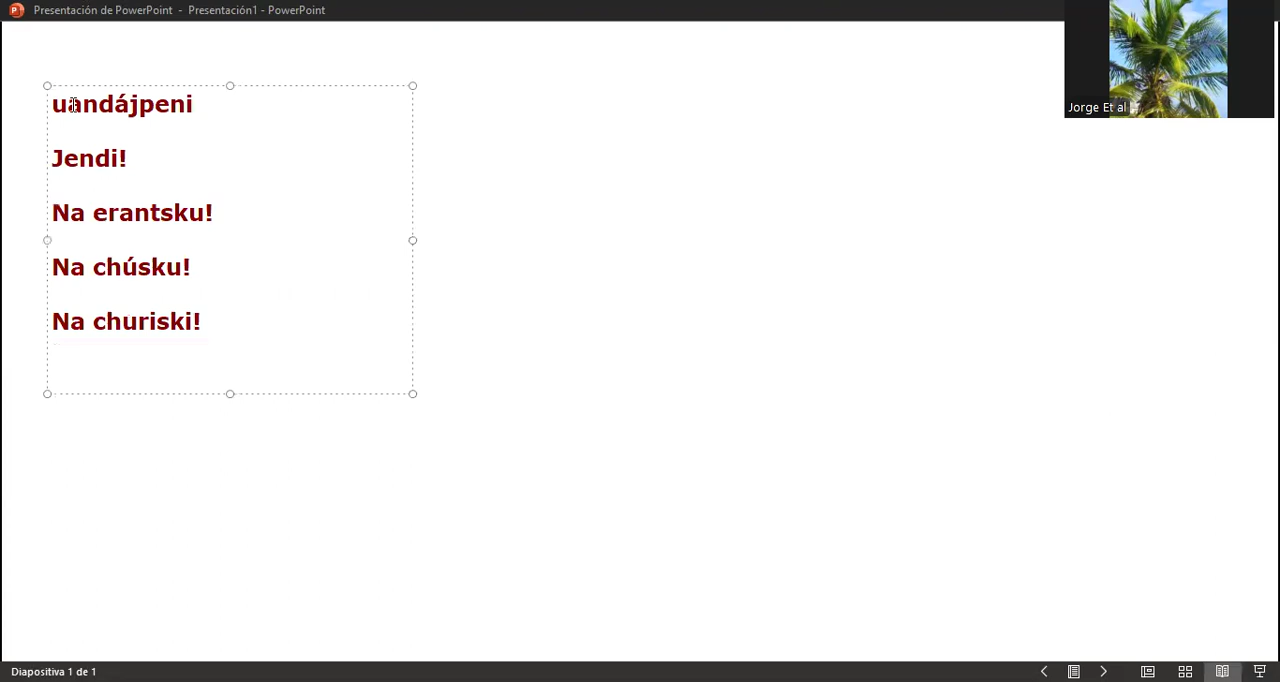 Presentación de PowerPoint - Presentación1 - PowerPoint
Jorge Et al
uandájpeni
Jendi!
Na erantsku!
Na chúsku!
Na churiski!
Diapositiva 1 de 1